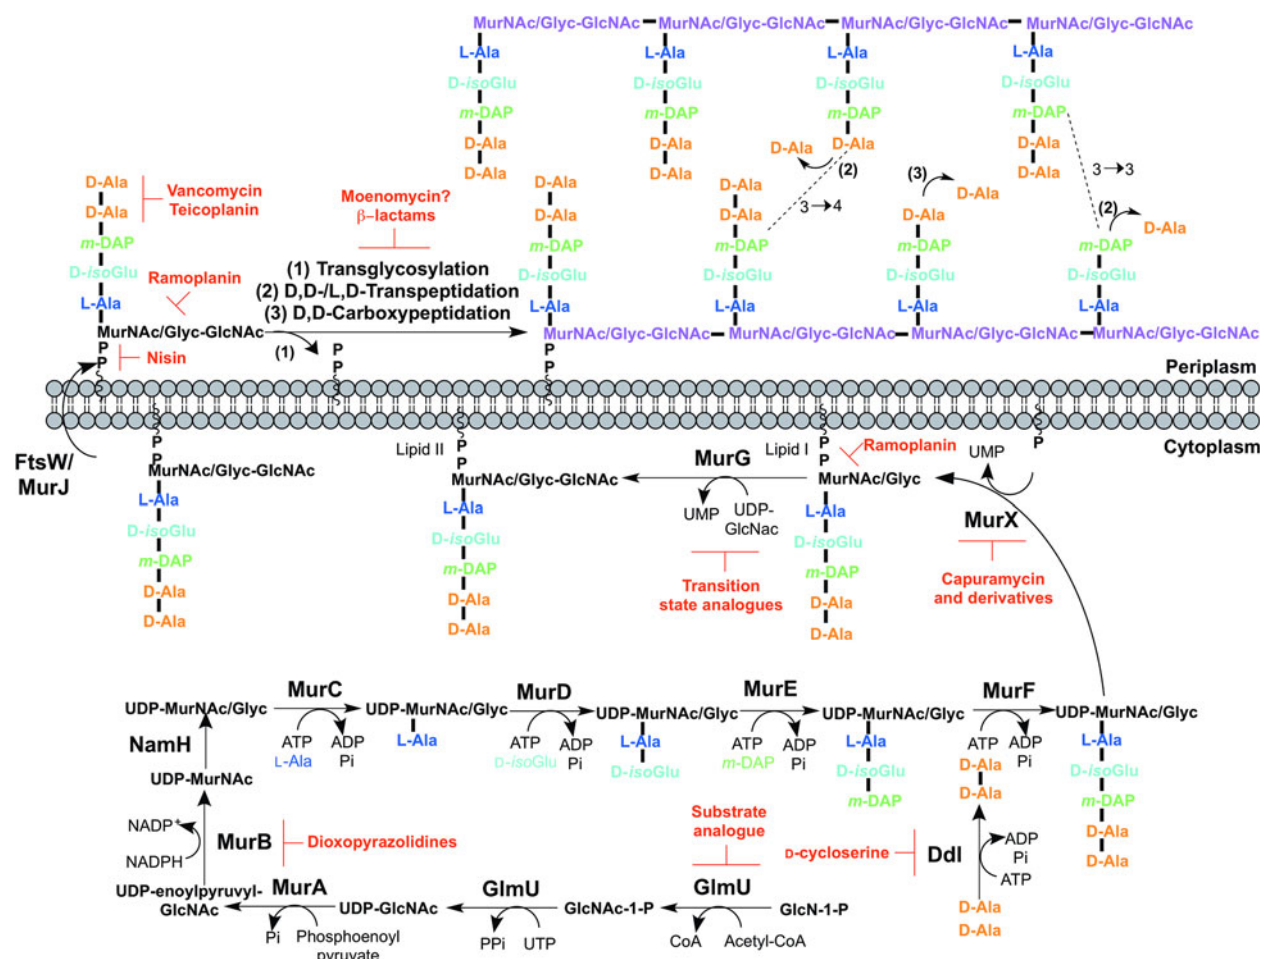 MurNAc/Glyc-GlcNAc MurNAc/Glyc-GlcNAc MurNAc/Glyc-GlcNAc MurNAc/Glyc-GlcNAc
L-Ala L-Ala L-Ala L-Ala
D-isoGlu D-isoGlu D-isoGlu D-isoGlu
m-DAP m-DAP m-DAP m-DAP
D-Ala D-Ala D-Ala D-Ala D-Ala
(2)
D-Ala D-Ala D-Ala
3→3
D-Ala
D-Ala
Vancomycin
Teicoplanin
m-DAP
D-isoGlu
L-Ala
Ramoplanin
MurNAc/Glyc-GlcNAc
P
P
Nisin
Moenomycin?
β–lactams
(1) Transglycosylation
(2) D,D-/L,D-Transpeptidation
(3) D,D-Carboxypeptidation
(1)
P
P
D-Ala
D-Ala
m-DAP
D-isoGlu
L-Ala
D-Ala
D-Ala
3→4
m-DAP
D-isoGlu
L-Ala
(3)
D-Ala
D-Ala
m-DAP
D-isoGlu
L-Ala
(2)
D-Ala
m-DAP
D-isoGlu
L-Ala
MurNAc/Glyc-GlcNAc MurNAc/Glyc-GlcNAc MurNAc/Glyc-GlcNAc MurNAc/Glyc-GlcNAc
P
P
Periplasm
Cytoplasm
FtsW/
MurJ
P
P
MurNAc/Glyc-GlcNAc
L-Ala
D-isoGlu
m-DAP
D-Ala
D-Ala
Lipid II
P
P
MurNAc/Glyc-GlcNAc
L-Ala
D-isoGlu
m-DAP
D-Ala
D-Ala
MurG
UMP
UDP-
GlcNac
Transition
state analogues
Lipid I
P
P
Ramoplanin
MurNAc/Glyc
L-Ala
D-isoGlu
m-DAP
D-Ala
D-Ala
UMP
P
MurX
Capuramycin
and derivatives
UDP-MurNAc/Glyc
MurC
ATP
L-Ala
ADP
Pi
UDP-MurNAc/Glyc
L-Ala
MurD
ATP
D-isoGlu
ADP
Pi
UDP-MurNAc/Glyc
L-Ala
D-isoGlu
MurE
ATP
m-DAP
ADP
Pi
UDP-MurNAc/Glyc
L-Ala
D-isoGlu
m-DAP
MurF
ATP
D-Ala
D-Ala
ADP
Pi
UDP-MurNAc/Glyc
L-Ala
D-isoGlu
m-DAP
D-Ala
D-Ala
NamH
UDP-MurNAc
NADP+
NADPH
MurB
Dioxopyrazolidines
Substrate
analogue
D-cycloserine
Ddl
ADP
Pi
ATP
D-Ala
D-Ala
UDP-enoylpyruvyl-
GlcNAc
MurA
Pi
Phosphoenoyl
pyruvate
UDP-GlcNAc
GlmU
PPi
UTP
GlcNAc-1-P
GlmU
CoA
Acetyl-CoA
GlcN-1-P